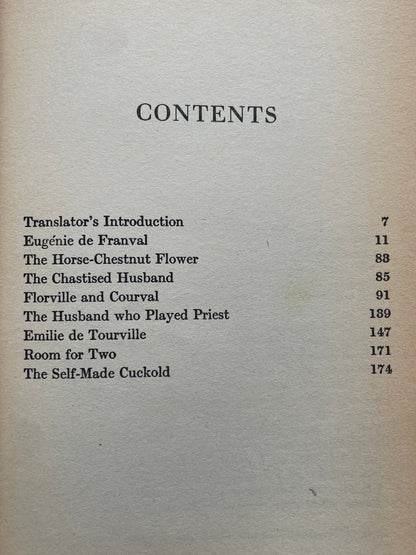 CONTENTS
Translator's Introduction 7
Eugénie de Franval 11
The Horse-Chestnut Flower 83
The Chastised Husband 85
Florville and Courval 91
The Husband who Played Priest 139
Emilie de Tourville 147
Room for Two 171
The Self-Made Cuckold 174